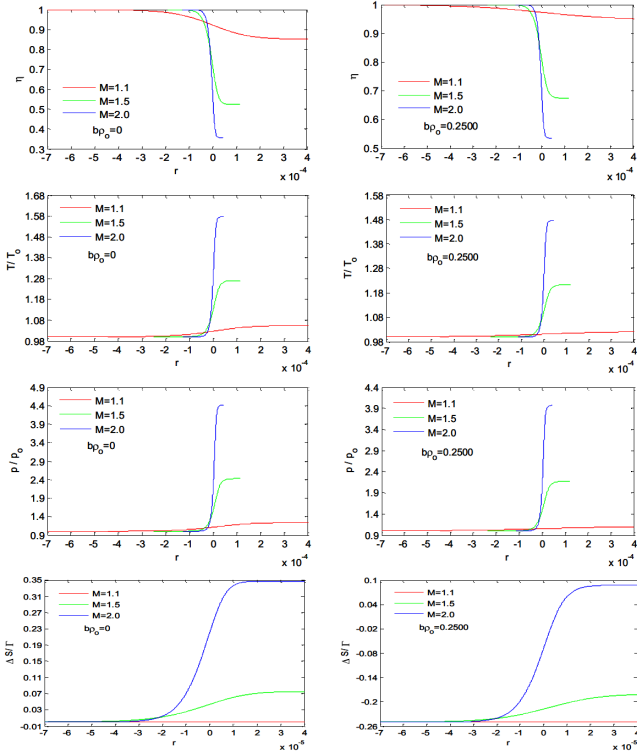 1
0.9
0.8
0.7
0.6
0.5
0.4
0.3
η
M=1.1
M=1.5
M=2.0
bρo=0
-7 -6 -5 -4 -3 -2 -1 0 1 2 3 4
r
x 10-4
1
0.9
0.8
0.7
0.6
0.5
η
M=1.1
M=1.5
M=2.0
bρo=0.2500
-7 -6 -5 -4 -3 -2 -1 0 1 2 3 4
r
x 10-4
1.68
1.58
1.48
1.38
1.28
1.18
1.08
0.98
T/ To
M=1.1
M=1.5
M=2.0
bρo=0
-7 -6 -5 -4 -3 -2 -1 0 1 2 3 4
r
x 10-4
1.58
1.48
1.38
1.28
1.18
1.08
0.98
T/ To
M=1.1
M=1.5
M=2.0
bρo=0.2500
-7 -6 -5 -4 -3 -2 -1 0 1 2 3 4
r
x 10-4
4.9
4.4
3.9
3.4
2.9
2.4
1.9
1.4
0.9
p / po
M=1.1
M=1.5
M=2.0
bρo=0
-7 -6 -5 -4 -3 -2 -1 0 1 2 3 4
r
x 10-4
4.4
3.9
3.4
2.9
2.4
1.9
1.4
0.9
p / po
M=1.1
M=1.5
M=2.0
bρo=0.2500
-7 -6 -5 -4 -3 -2 -1 0 1 2 3 4
r
x 10-4
0.35
0.31
0.27
0.23
0.19
0.15
0.11
0.07
0.03
-0.01
Δ S/ Γ
M=1.1
M=1.5
M=2.0
bρo=0
-7 -6 -5 -4 -3 -2 -1 0 1 2 3 4
r
x 10-5
0.1
0.04
-0.04
-0.08
-0.14
-0.2
-0.26
Δ S/ Γ
M=1.1
M=1.5
M=2.0
bρo=0.2500
-7 -6 -5 -4 -3 -2 -1 0 1 2 3 4
r
x 10-5